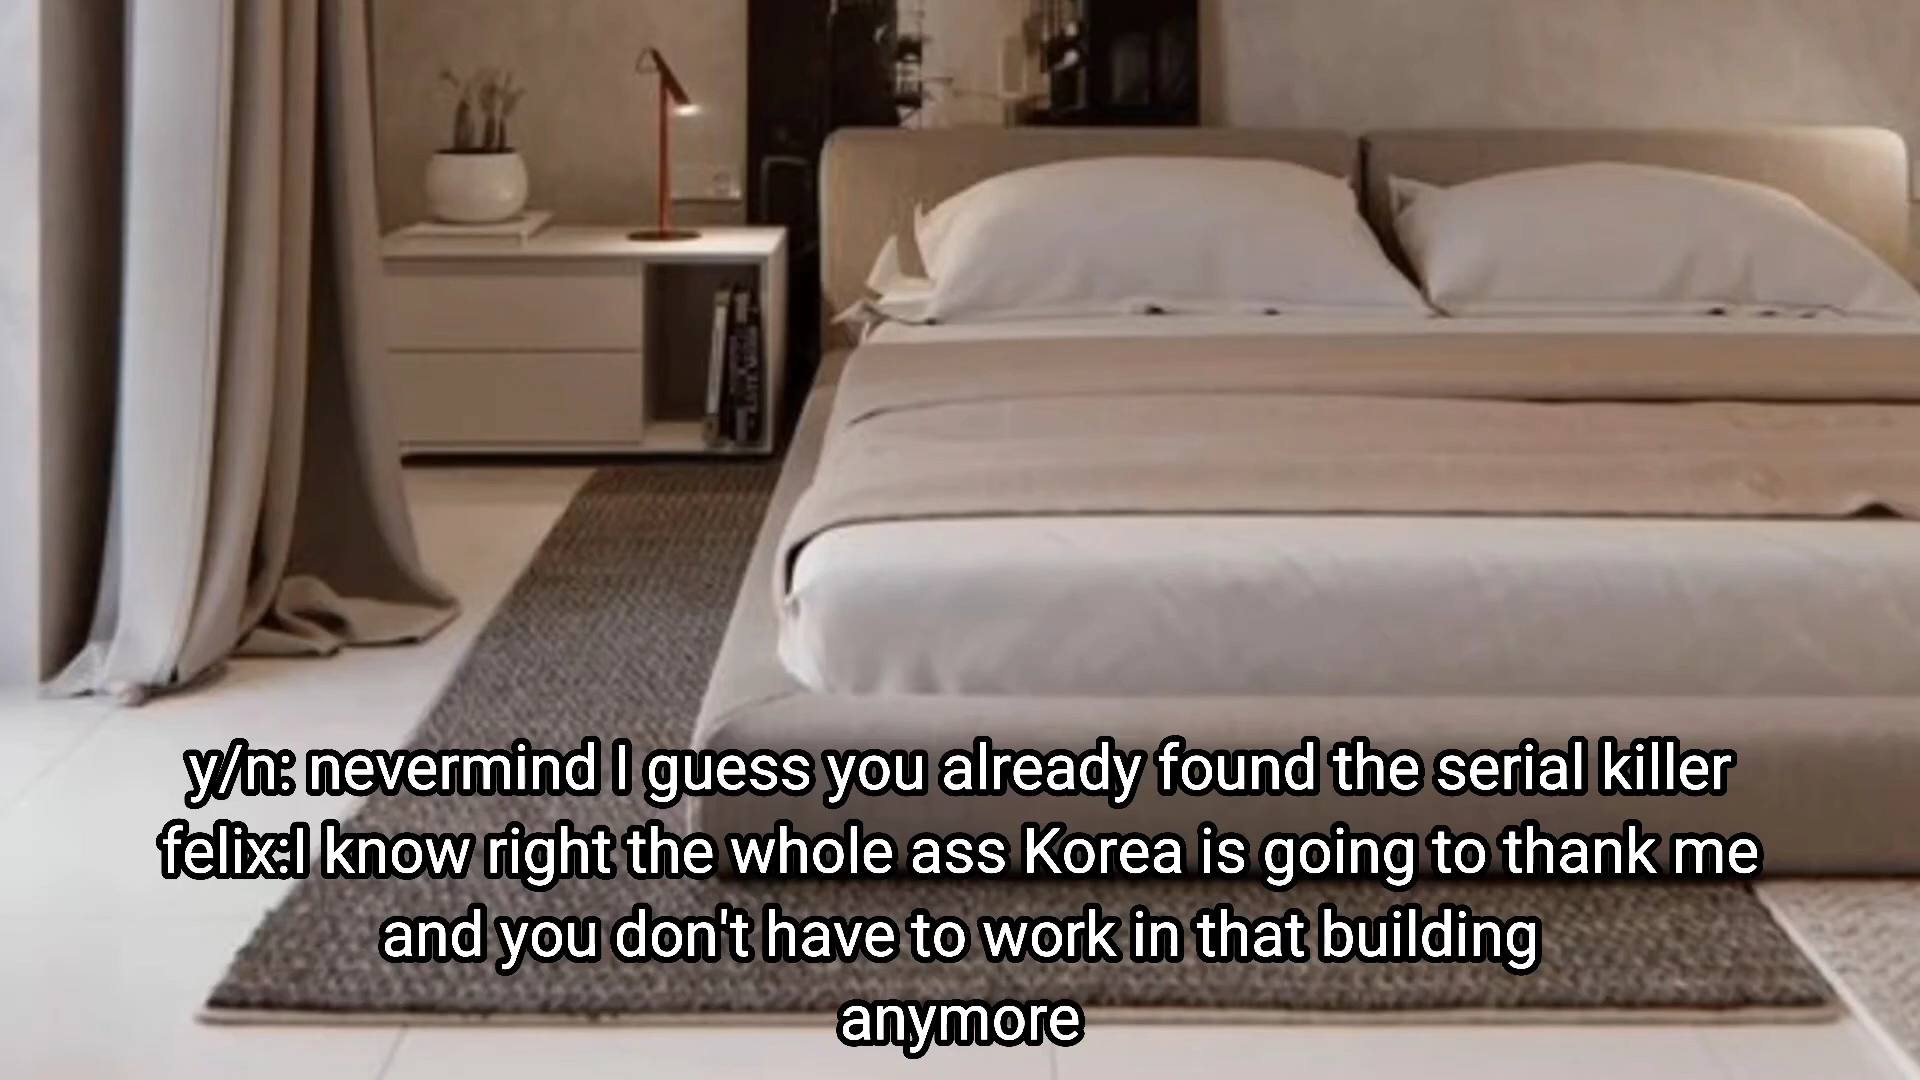 y/n: nevermind I guess you already found the serial killer
felix:I know right the whole ass Korea is going to thank me
and you don't have to work in that building
anymore